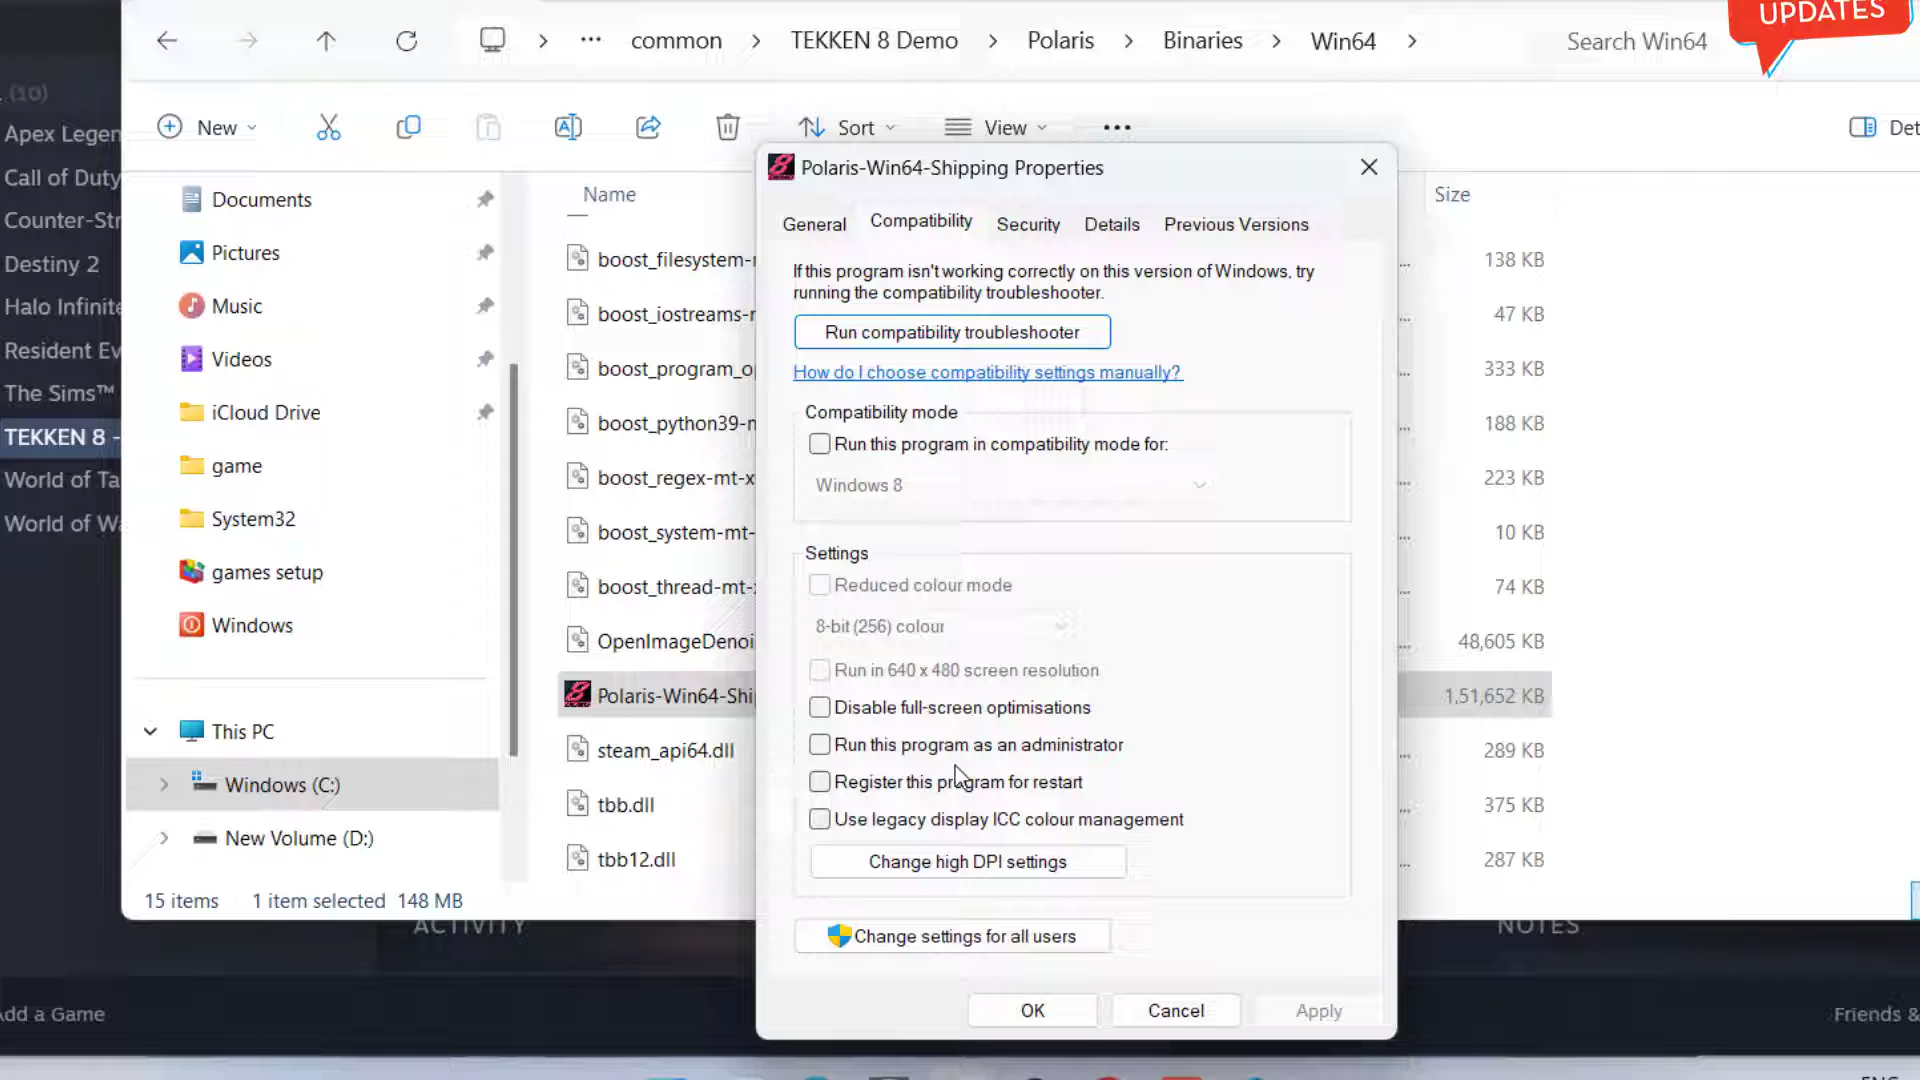 UPDATES
common
TEKKEN 8 Demo
Polaris
Binaries
Win64
Search Win64
(10)
New
Sort
View
Apex Legen
Call of Duty
Counter-Str
Destiny 2
Halo Infinite
Resident Ev
The Sims™
TEKKEN 8 -
World of Ta
World of Wa
Documents
Pictures
Music
Videos
iCloud Drive
game
System32
games setup
Windows
This PC
Windows (C:)
New Volume (D:)
15 items
1 item selected 148 MB
Name
boost_filesystem-
boost_iostreams-
boost_program_o
boost_python39-
boost_regex-mt-x
boost_system-mt-
boost_thread-mt-
OpenImageDenoi
Polaris-Win64-Shi
steam_api64.dll
tbb.dll
tbb12.dll
Polaris-Win64-Shipping Properties
General
Compatibility
Security
Details
Previous Versions
If this program isn't working correctly on this version of Windows, try
running the compatibility troubleshooter.
Run compatibility troubleshooter
How do I choose compatibility settings manually?
Compatibility mode
Run this program in compatibility mode for:
Windows 8
Settings
Reduced colour mode
8-bit (256) colour
Run in 640 x 480 screen resolution
Disable full-screen optimisations
Run this program as an administrator
Register this program for restart
Use legacy display ICC colour management
Change high DPI settings
Change settings for all users
OK
Cancel
Apply
Size
138 KB
47 KB
333 KB
188 KB
223 KB
10 KB
74 KB
48,605 KB
1,51,652 KB
289 KB
375 KB
287 KB
Det
ACTIVITY
NOTES
Add a Game
Friends &